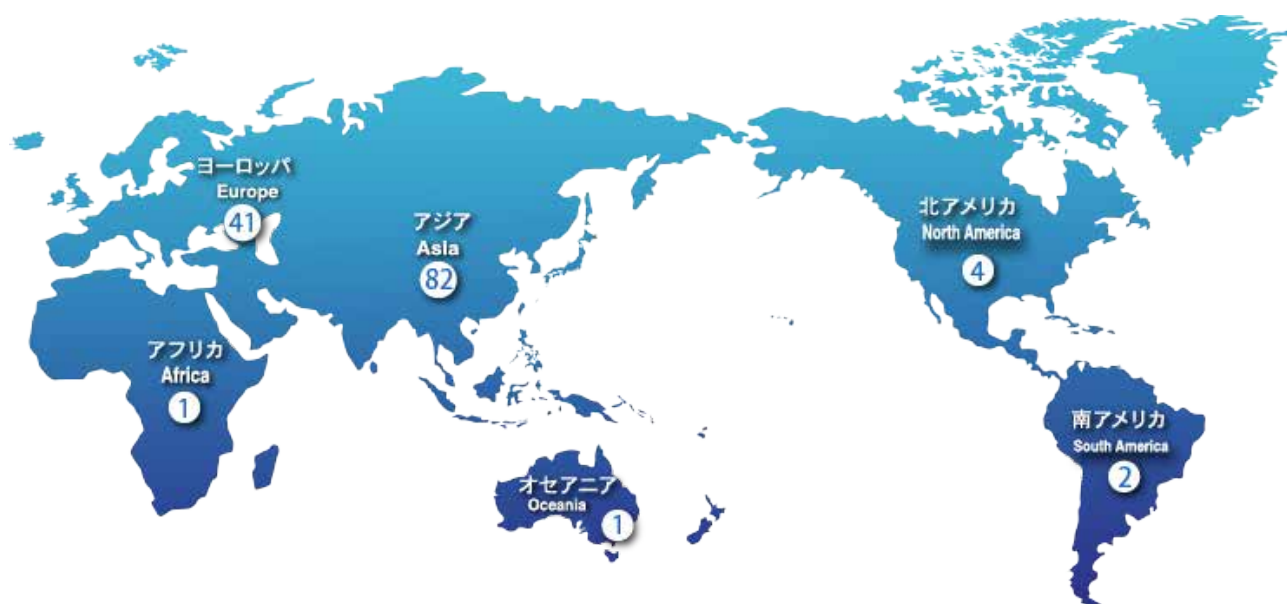 ヨーロッパ
Europe
41
アジア
Asia
82
北アメリカ
North America
4
アフリカ
Africa
1
南アメリカ
South America
2
オセアニア
Oceania
1